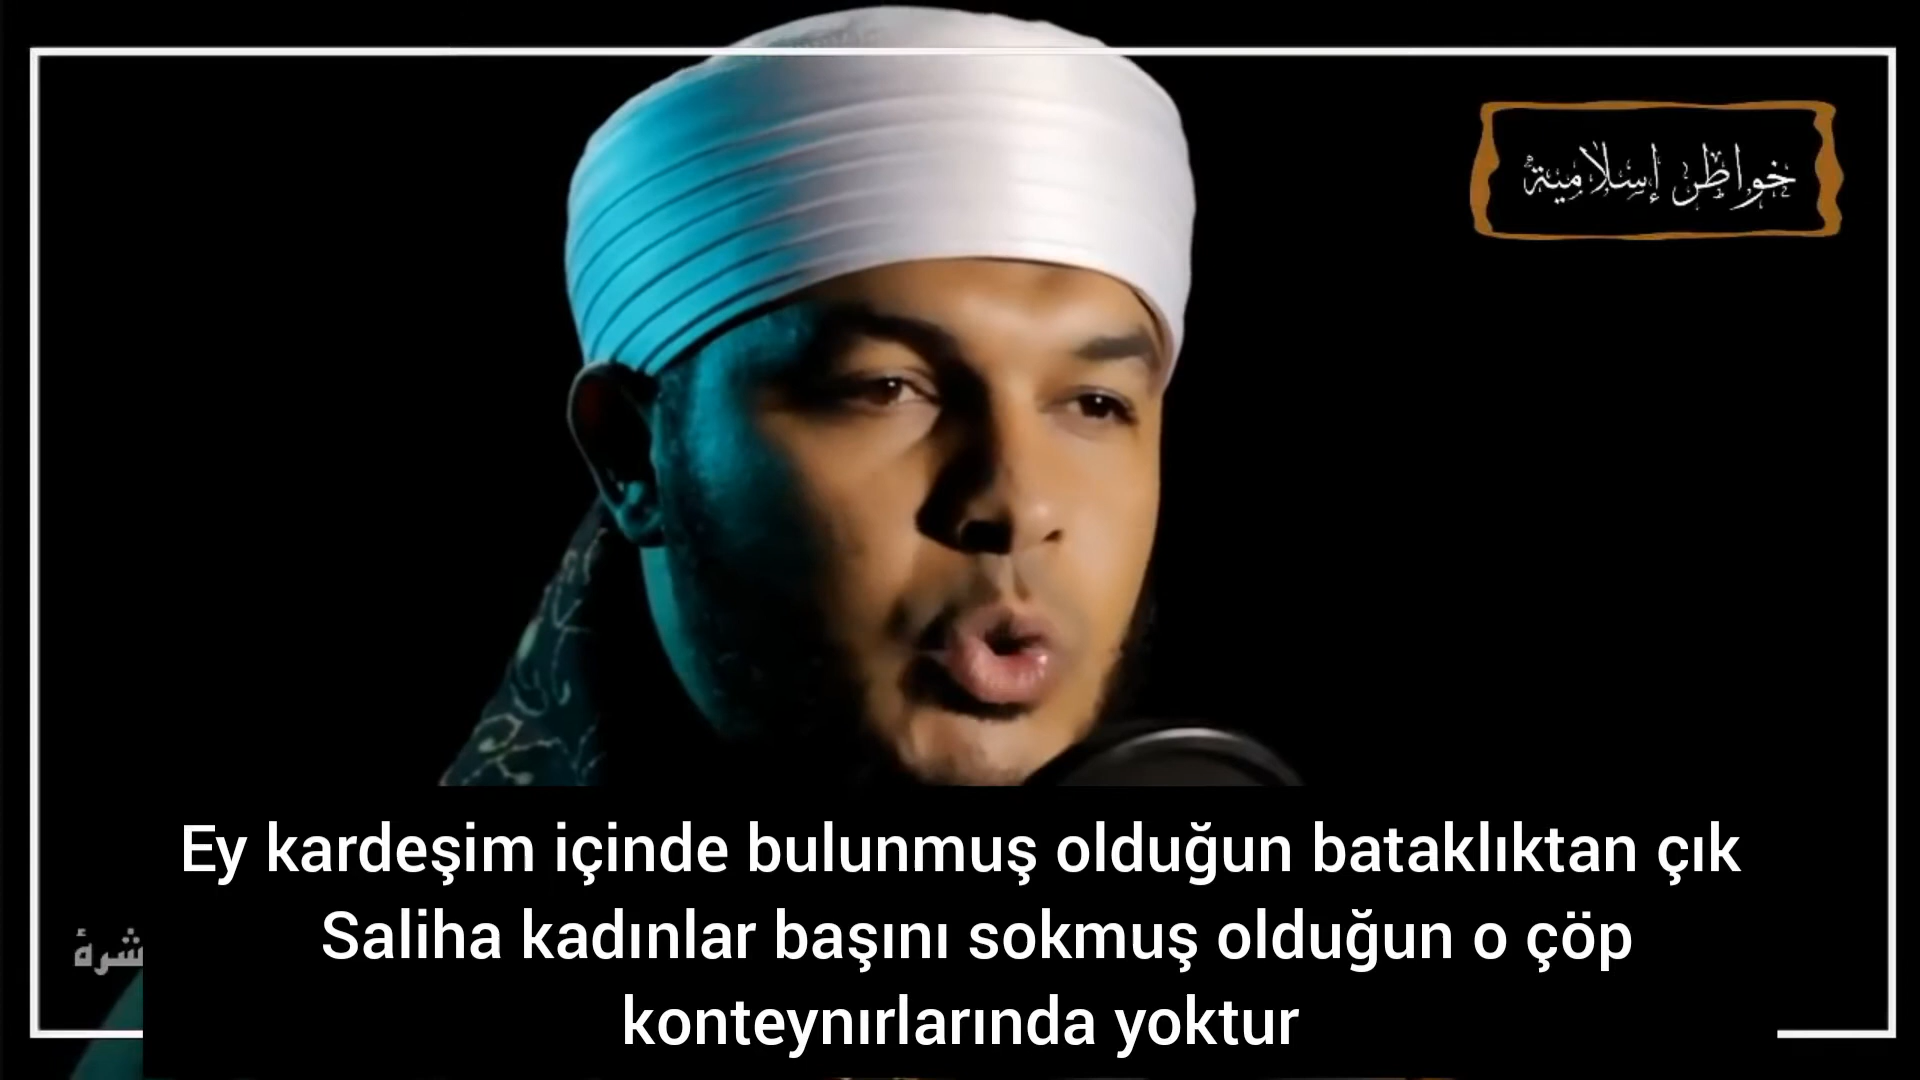 خواطر إسلامية
Ey kardeşim içinde bulunmuş olduğun bataklıktan çık
Saliha kadınlar başını sokmuş olduğun o çöp
konteynırlarında yoktur